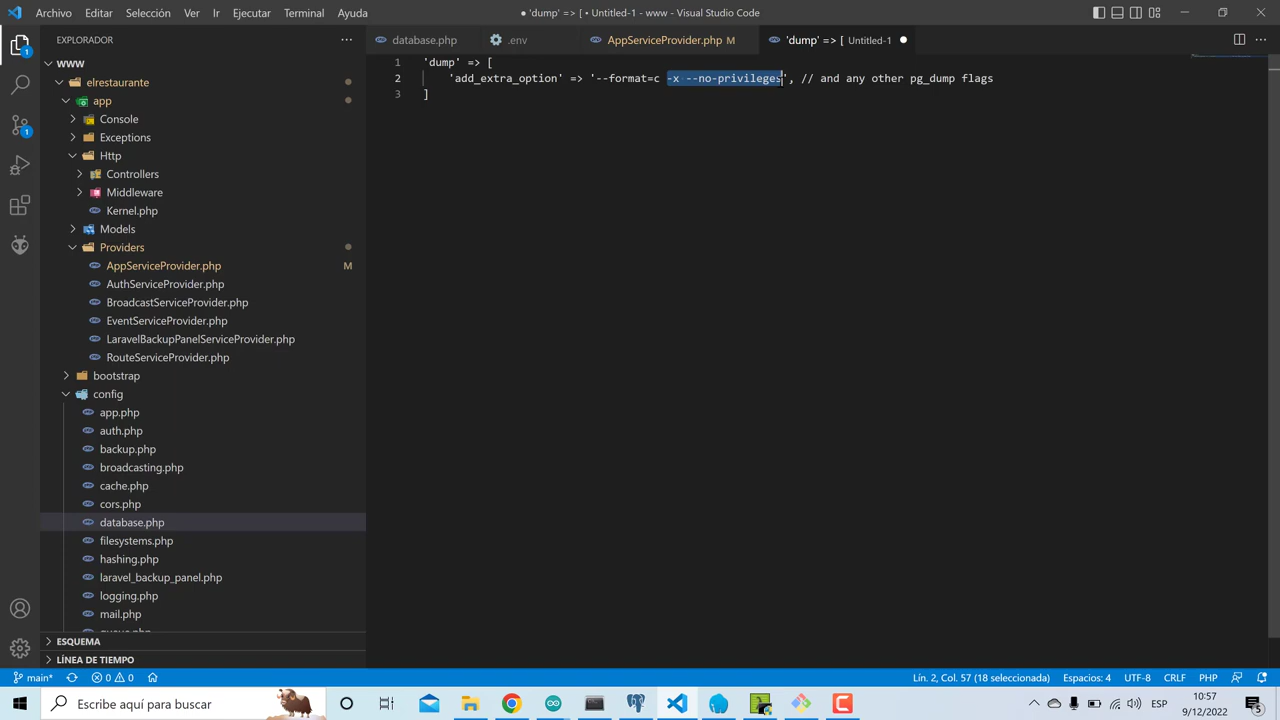 Archivo Editar Selección Ver Ir Ejecutar Terminal Ayuda
● 'dump' => [ • Untitled-1 - www - Visual Studio Code
EXPLORADOR
database.php
.env
AppServiceProvider.php M
'dump' => [ Untitled-1
WWW
elrestaurante
app
Console
Exceptions
Http
Controllers
Middleware
Kernel.php
Models
Providers
AppServiceProvider.php M
AuthServiceProvider.php
BroadcastServiceProvider.php
EventServiceProvider.php
LaravelBackupPanelServiceProvider.php
RouteServiceProvider.php
bootstrap
config
app.php
auth.php
backup.php
broadcasting.php
cache.php
cors.php
database.php
filesystems.php
hashing.php
laravel_backup_panel.php
logging.php
mail.php
ESQUEMA
LÍNEA DE TIEMPO
1 'dump' => [
2 'add_extra_option' => '--format=c -x --no-privileges', // and any other pg_dump flags
3 ]
1
1
main* 0 0
Lín. 2, Col. 57 (18 seleccionada) Espacios: 4 UTF-8 CRLF PHP
Escribe aquí para buscar
ESP
10:57
9/12/2022
5